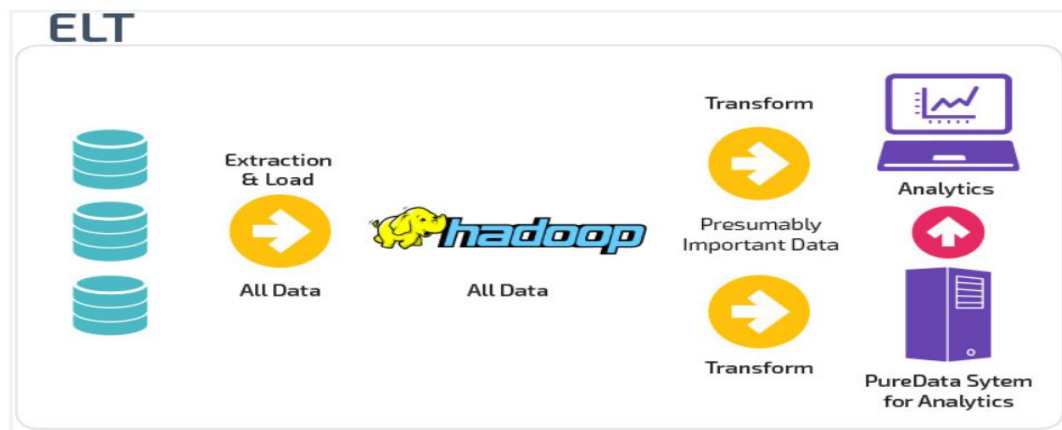 ELT
Extraction
& Load
All Data
hadoop
All Data
Transform
Presumably
Important Data
Transform
Analytics
PureData Sytem
for Analytics